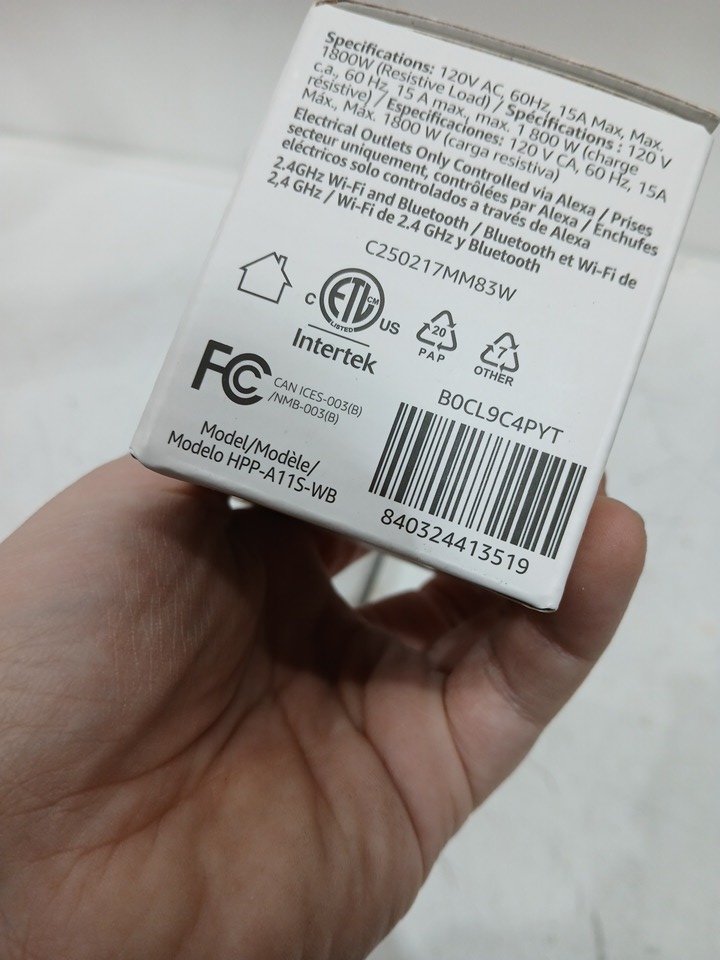 Specifications: 120V AC, 60Hz, 15A Max, Max.
1800W (Resistive Load) / Spécifications : 120 V
c.a., 60 Hz, 15 A max., max. 1 800 W (charge
résistive) / Especificaciones: 120 V CA, 60 Hz, 15A
Máx., Máx. 1800 W (carga resistiva)
Electrical Outlets Only Controlled via Alexa / Prises
secteur uniquement, contrôlées par Alexa / Enchufes
eléctricos solo controlados a través de Alexa
2.4GHz Wi-Fi and Bluetooth / Bluetooth et Wi-Fi de
2,4 GHz / Wi-Fi de 2.4 GHz y Bluetooth
C250217MM83W
C ETL CM US
LISTED
Intertek
20
PAP
7
OTHER
FC
CAN ICES-003(B)
/NMB-003(B)
Model/Modèle/
Modelo HPP-A11S-WB
B0CL9C4PYT
840324413519